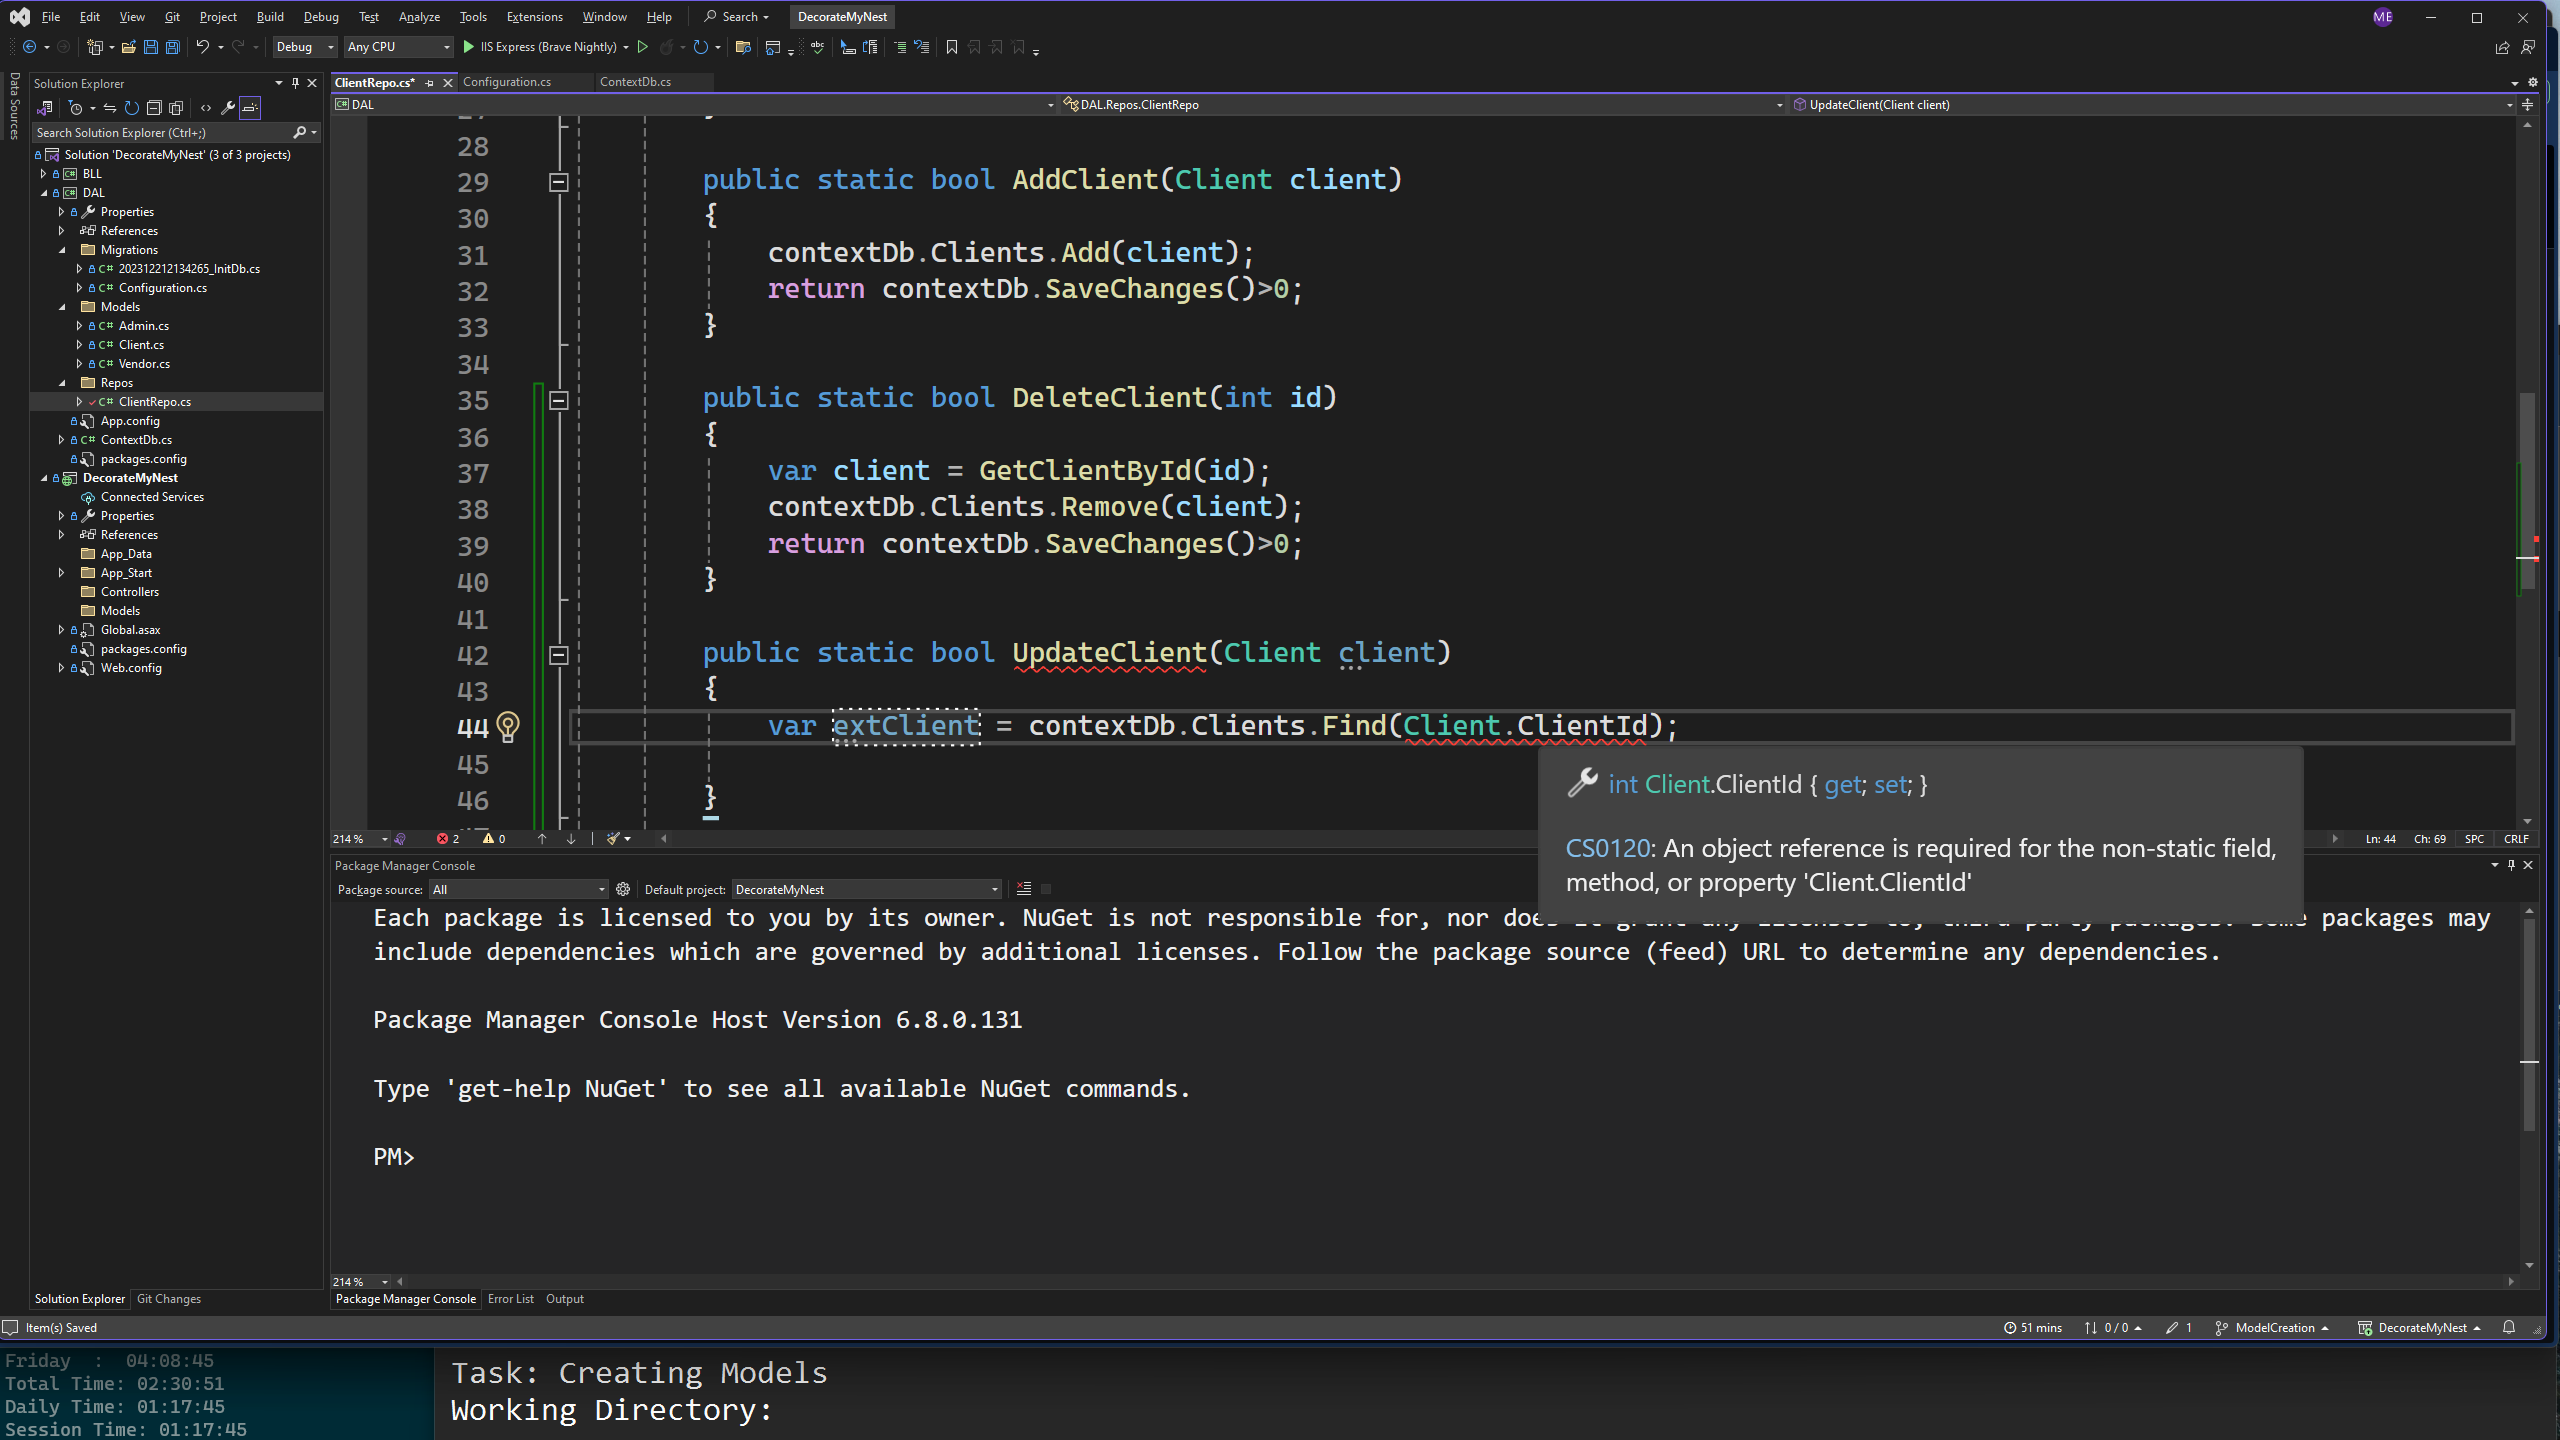 File Edit View Git Project Build Debug Test Analyze Tools Extensions Window Help Search DecorateMyNest ME
Debug Any CPU IIS Express (Brave Nightly)
Data Sources
Solution Explorer
Search Solution Explorer (Ctrl+;)
Solution 'DecorateMyNest' (3 of 3 projects)
BLL
DAL
Properties
References
Migrations
202312212134265_InitDb.cs
Configuration.cs
Models
Admin.cs
Client.cs
Vendor.cs
Repos
ClientRepo.cs
App.config
ContextDb.cs
packages.config
DecorateMyNest
Connected Services
Properties
References
App_Data
App_Start
Controllers
Models
Global.asax
packages.config
Web.config
Solution Explorer Git Changes
ClientRepo.cs* Configuration.cs ContextDb.cs
DAL DAL.Repos.ClientRepo UpdateClient(Client client)
28
29 public static bool AddClient(Client client)
30 {
31 contextDb.Clients.Add(client);
32 return contextDb.SaveChanges()>0;
33 }
34
35 public static bool DeleteClient(int id)
36 {
37 var client = GetClientById(id);
38 contextDb.Clients.Remove(client);
39 return contextDb.SaveChanges()>0;
40 }
41
42 public static bool UpdateClient(Client client)
43 {
44 var extClient = contextDb.Clients.Find(Client.ClientId);
45
46 }
int Client.ClientId { get; set; }
CS0120: An object reference is required for the non-static field,
method, or property 'Client.ClientId'
214 % 2 0 Ln: 44 Ch: 69 SPC CRLF
Package Manager Console
Package source: All Default project: DecorateMyNest
Each package is licensed to you by its owner. NuGet is not responsible for, nor does it grant any licenses to, third-party packages. Some packages may
include dependencies which are governed by additional licenses. Follow the package source (feed) URL to determine any dependencies.
Package Manager Console Host Version 6.8.0.131
Type 'get-help NuGet' to see all available NuGet commands.
PM>
214 %
Package Manager Console Error List Output
Item(s) Saved 51 mins 0 / 0 1 ModelCreation DecorateMyNest
Friday : 04:08:45
Total Time: 02:30:51
Daily Time: 01:17:45
Session Time: 01:17:45
Task: Creating Models
Working Directory: